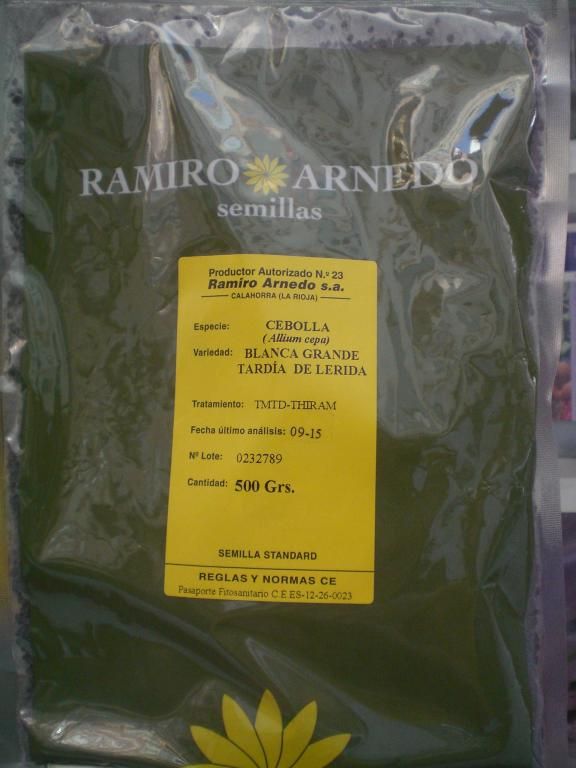 RAMIRO ARNEDO
semillas
Productor Autorizado N.º 23
Ramiro Arnedo s.a.
CALAHORRA (LA RIOJA)
Especie: CEBOLLA
(Allium cepa)
Variedad: BLANCA GRANDE
TARDÍA DE LERIDA
Tratamiento: TMTD-THIRAM
Fecha último análisis: 09-15
Nº Lote: 0232789
Cantidad: 500 Grs.
SEMILLA STANDARD
REGLAS Y NORMAS CE
Pasaporte Fitosanitario C.E ES-12-26-0023